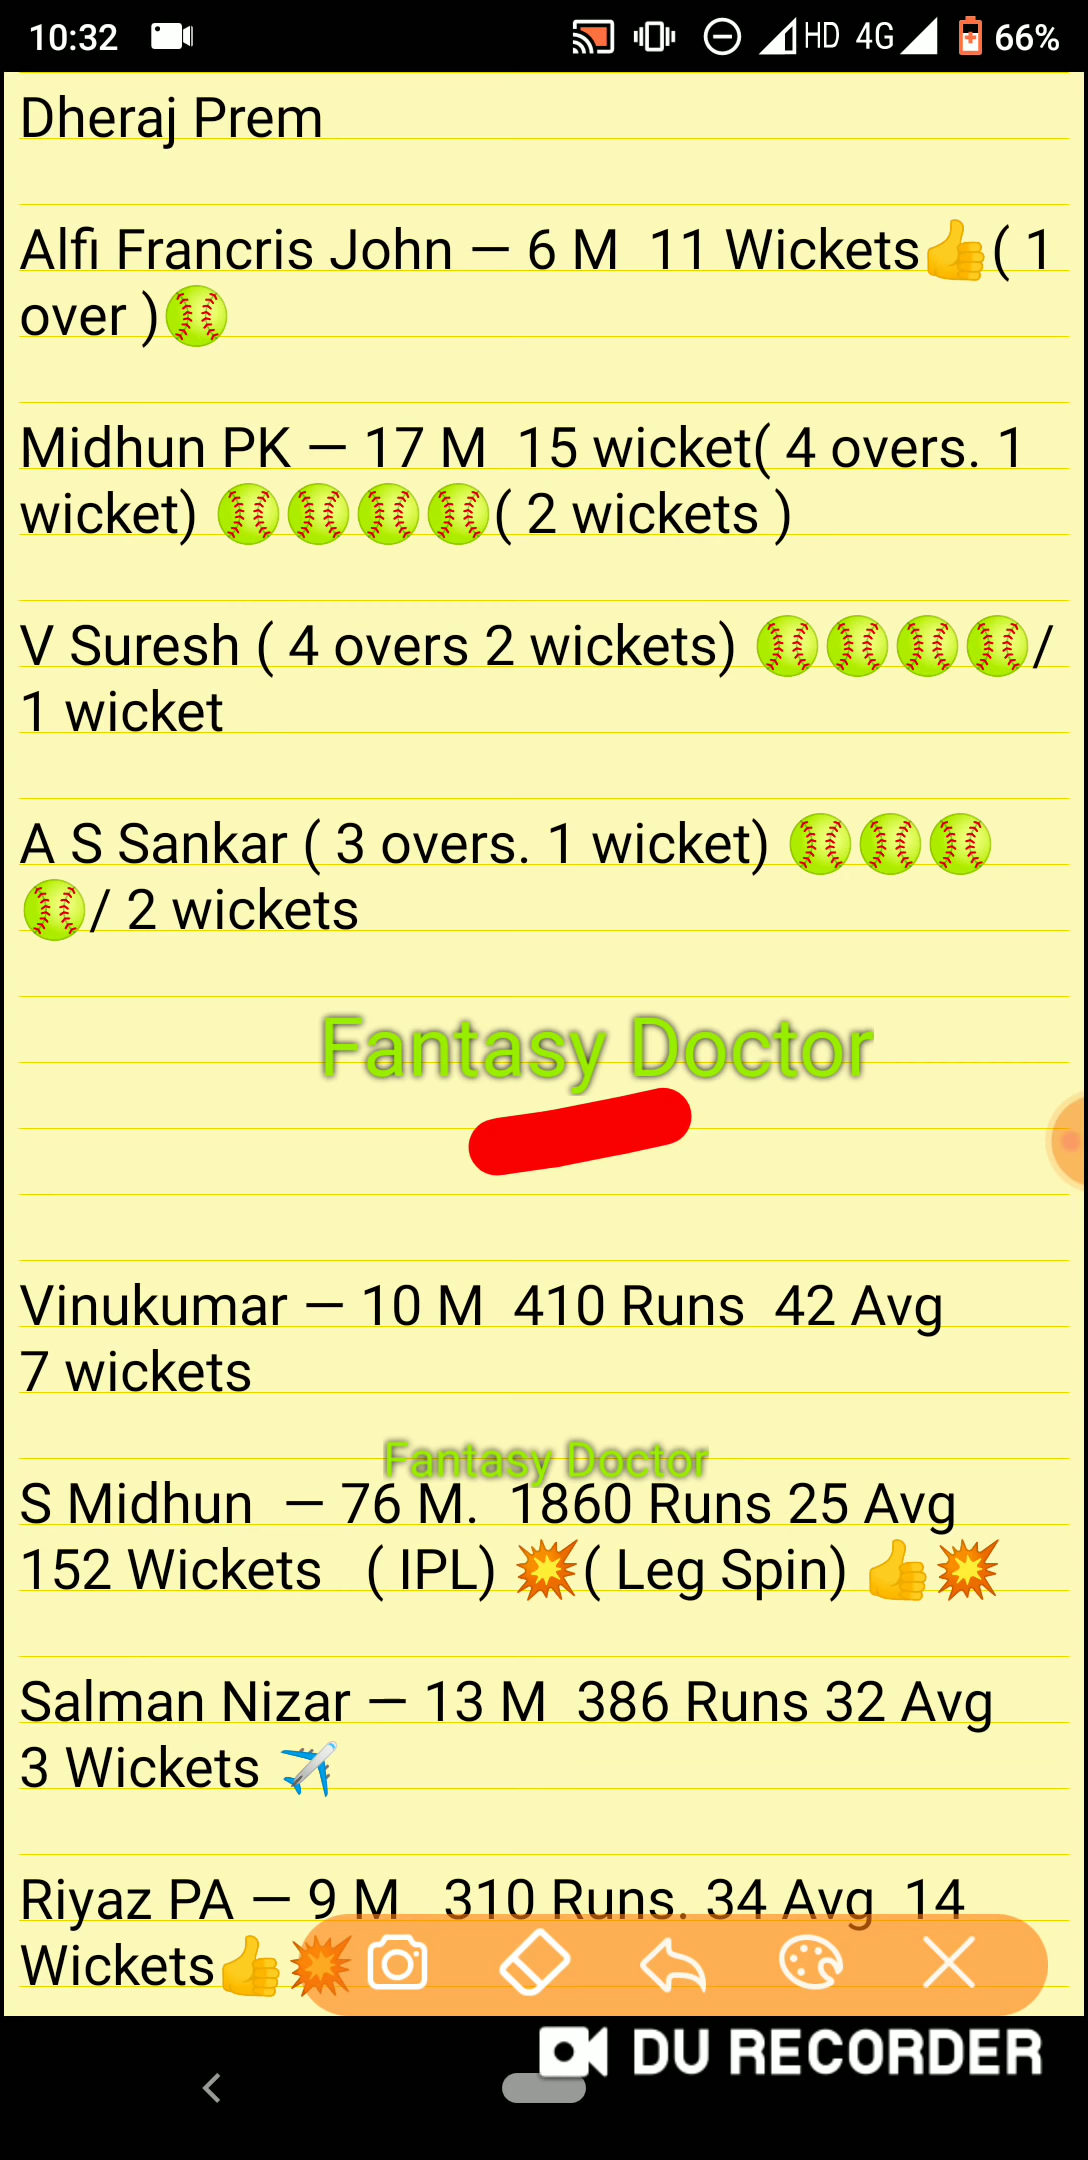 10:32 HD 4G 66%
Dheraj Prem
Alfi Francris John – 6 M  11 Wickets👍( 1
over )🥎
Midhun PK – 17 M  15 wicket( 4 overs. 1
wicket) 🥎🥎🥎🥎( 2 wickets )
V Suresh ( 4 overs 2 wickets) 🥎🥎🥎🥎/
1 wicket
A S Sankar ( 3 overs. 1 wicket) 🥎🥎🥎
🥎/ 2 wickets
Fantasy Doctor
Vinukumar – 10 M  410 Runs  42 Avg
7 wickets
Fantasy Doctor
S Midhun  – 76 M.  1860 Runs 25 Avg
152 Wickets   ( IPL) 💥( Leg Spin) 👍💥
Salman Nizar – 13 M  386 Runs 32 Avg
3 Wickets ✈️
Riyaz PA – 9 M   310 Runs. 34 Avg  14
Wickets👍💥
DU RECORDER